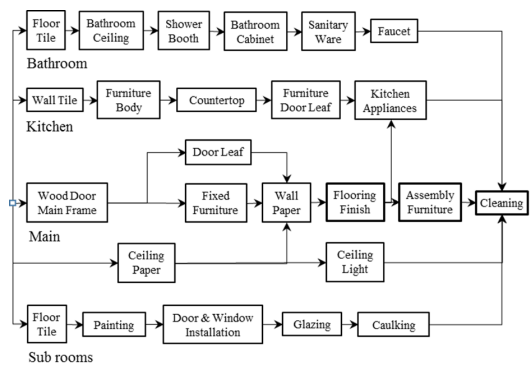 Floor
Tile
Bathroom
Ceiling
Shower
Booth
Bathroom
Cabinet
Sanitary
Ware
Faucet
Bathroom
Wall Tile
Furniture
Body
Countertop
Furniture
Door Leaf
Kitchen
Appliances
Kitchen
Door Leaf
Wood Door
Main Frame
Fixed
Furniture
Wall
Paper
Flooring
Finish
Assembly
Furniture
Cleaning
Main
Ceiling
Paper
Ceiling
Light
Floor
Tile
Painting
Door & Window
Installation
Glazing
Caulking
Sub rooms